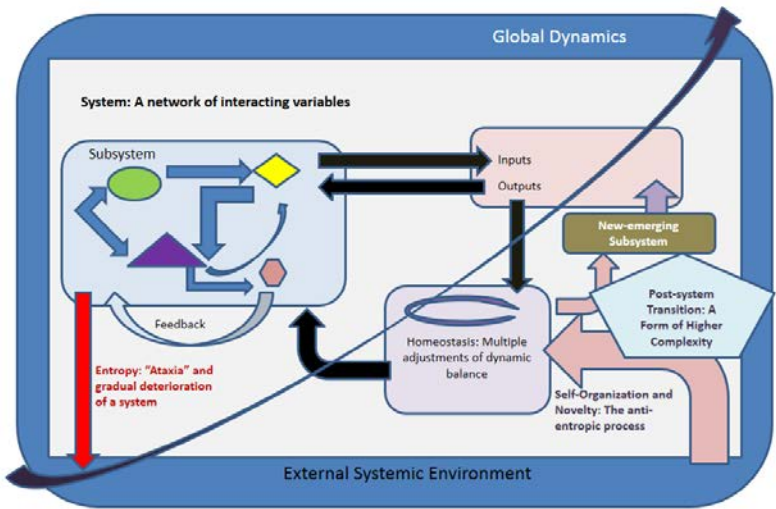 Global Dynamics
System: A network of interacting variables
Subsystem
Inputs
Outputs
New-emerging
Subsystem
Post-system
Transition: A
Form of Higher
Complexity
Feedback
Homeostasis: Multiple
adjustments of dynamic
balance
Entropy: "Ataxia" and
gradual deterioration
of a system
Self-Organization and
Novelty: The anti-
entropic process
External Systemic Environment